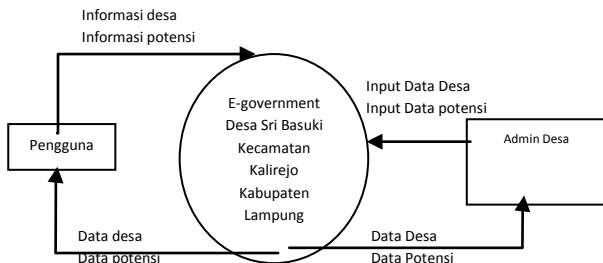 Informasi desa
Informasi potensi
Pengguna
E-government
Desa Sri Basuki
Kecamatan
Kalirejo
Kabupaten
Lampung
Input Data Desa
Input Data potensi
Admin Desa
Data desa
Data potensi
Data Desa
Data Potensi